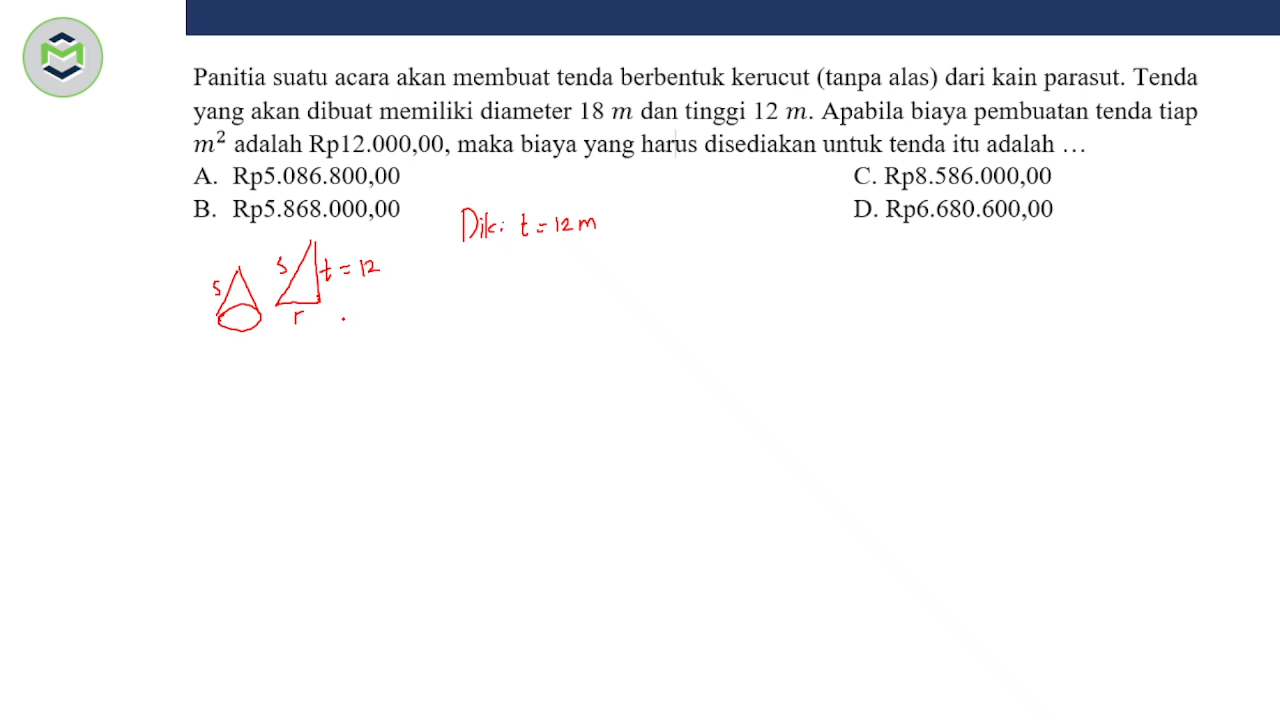 Panitia suatu acara akan membuat tenda berbentuk kerucut (tanpa alas) dari kain parasut. Tenda
yang akan dibuat memiliki diameter 18 m dan tinggi 12 m. Apabila biaya pembuatan tenda tiap
m² adalah Rp12.000,00, maka biaya yang harus disediakan untuk tenda itu adalah …
A. Rp5.086.800,00
C. Rp8.586.000,00
B. Rp5.868.000,00
D. Rp6.680.600,00
Dik: t = 12 m
s
s
t = 12
r